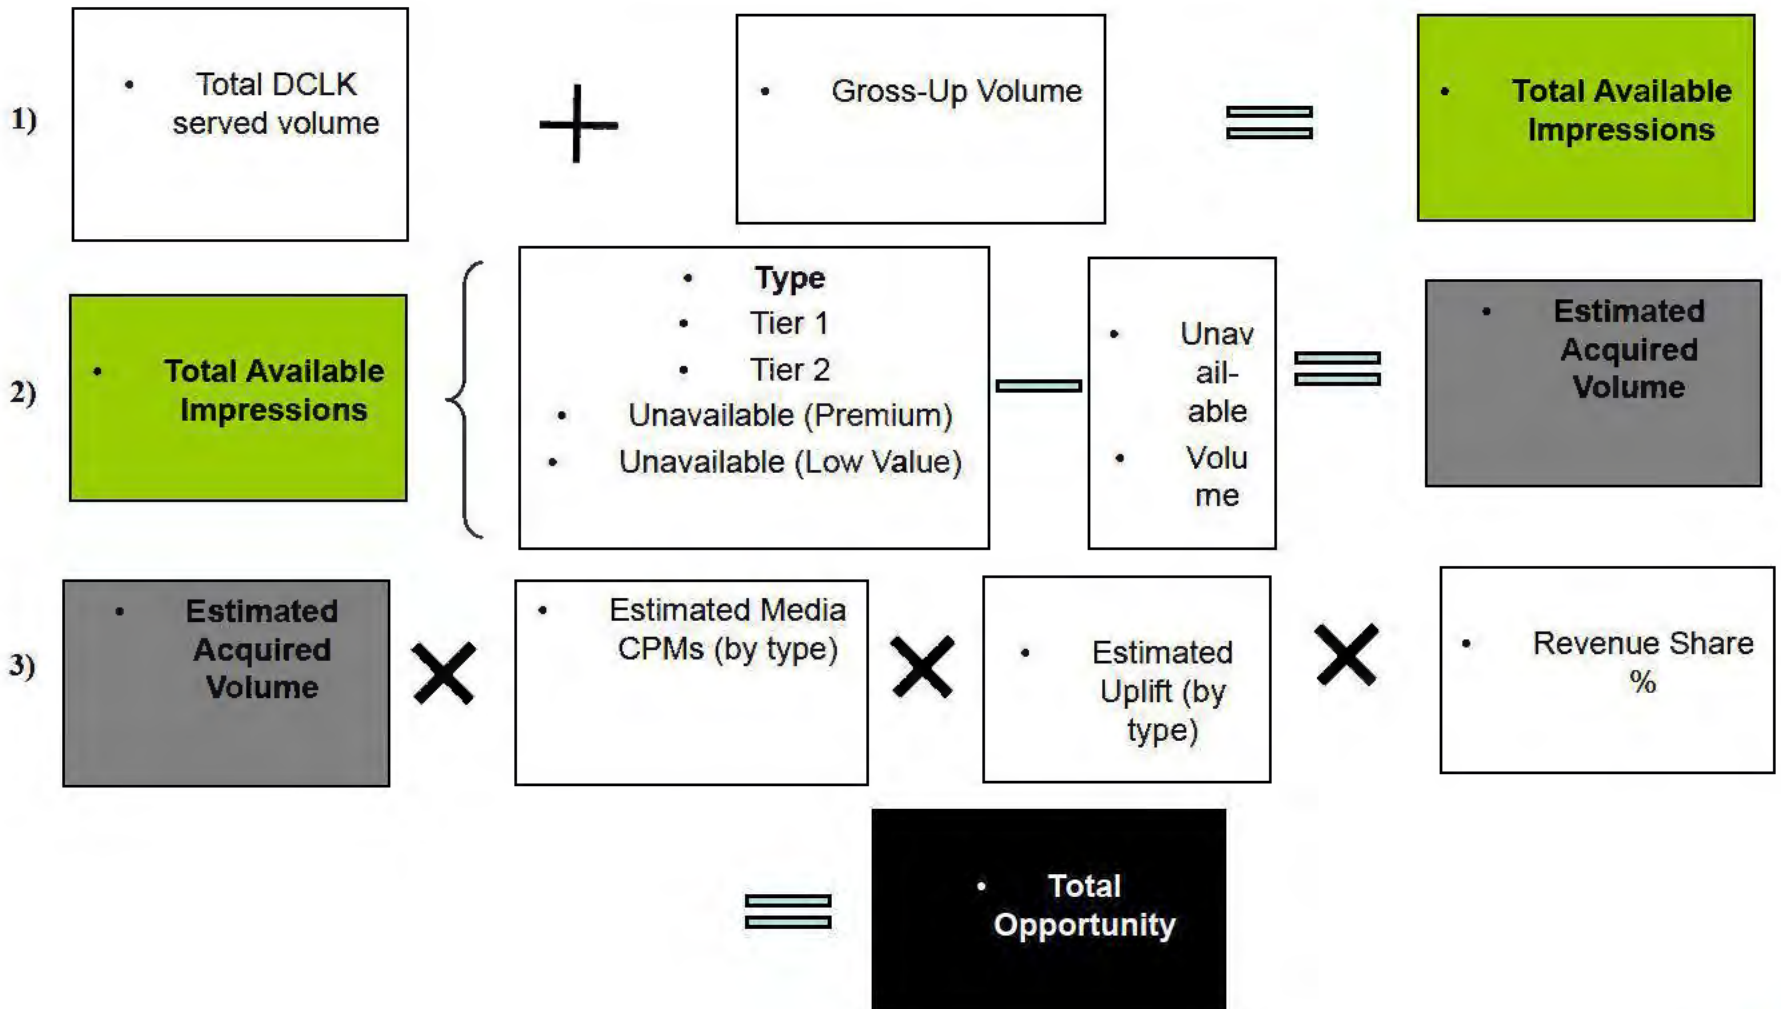 1)
• Total DCLK
served volume
+
• Gross-Up Volume
=
• Total Available
Impressions
2)
• Total Available
Impressions
{
• Type
• Tier 1
• Tier 2
• Unavailable (Premium)
• Unavailable (Low Value)
–
• Unav
ail-
able
• Volu
me
=
• Estimated
Acquired
Volume
3)
• Estimated
Acquired
Volume
×
• Estimated Media
CPMs (by type)
×
• Estimated
Uplift (by
type)
×
• Revenue Share
%
=
• Total
Opportunity